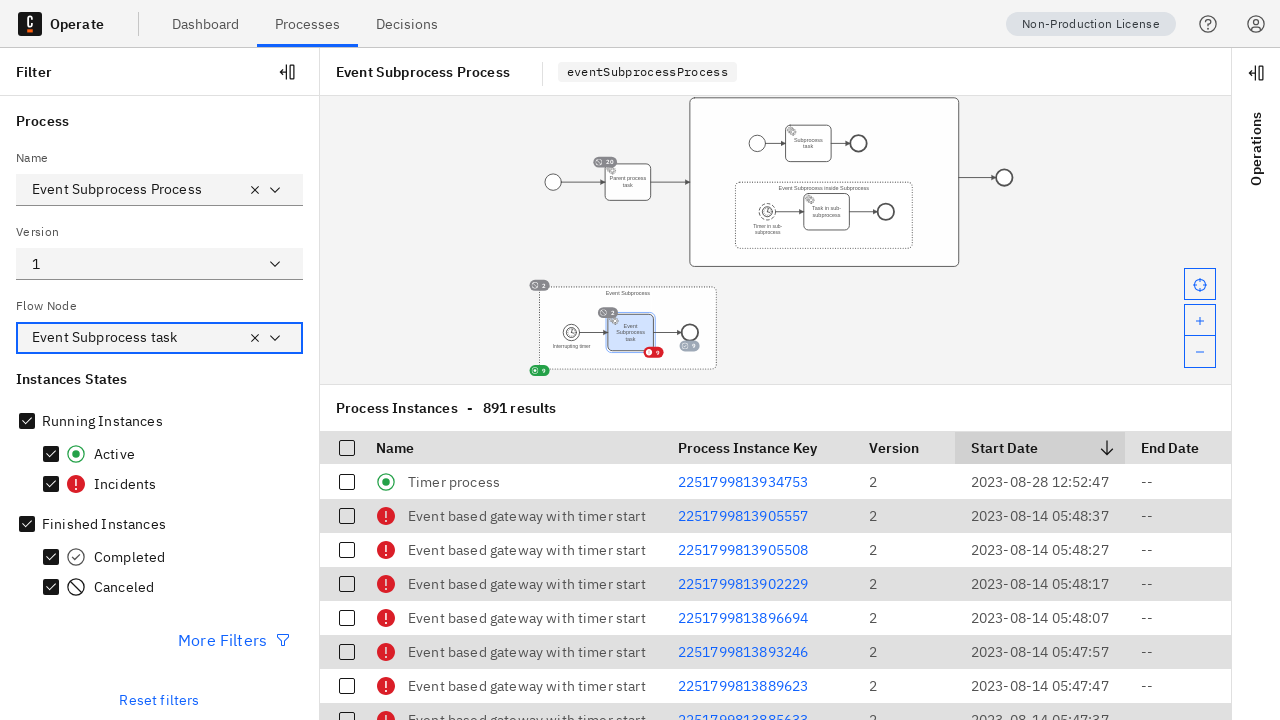 Operate
Dashboard
Processes
Decisions
Non-Production License
Filter
Process
Name
Event Subprocess Process
Version
1
Flow Node
Event Subprocess task
Instances States
Running Instances
Active
Incidents
Finished Instances
Completed
Canceled
More Filters
Reset filters
Event Subprocess Process
eventSubprocessProcess
Subprocess
task
20
Parent process
task
Event Subprocess inside Subprocess
Task in sub-
subprocess
Timer in sub-
subprocess
2
Event Subprocess
2
Event
Subprocess
task
Interrupting timer
9
9
9
Operations
Process Instances - 891 results
Name Process Instance Key Version Start Date End Date
Timer process 2251799813934753 2 2023-08-28 12:52:47 --
Event based gateway with timer start 2251799813905557 2 2023-08-14 05:48:37 --
Event based gateway with timer start 2251799813905508 2 2023-08-14 05:48:27 --
Event based gateway with timer start 2251799813902229 2 2023-08-14 05:48:17 --
Event based gateway with timer start 2251799813896694 2 2023-08-14 05:48:07 --
Event based gateway with timer start 2251799813893246 2 2023-08-14 05:47:57 --
Event based gateway with timer start 2251799813889623 2 2023-08-14 05:47:47 --
Event based gateway with timer start 2251799813885633 2 2023-08-14 05:47:37 --